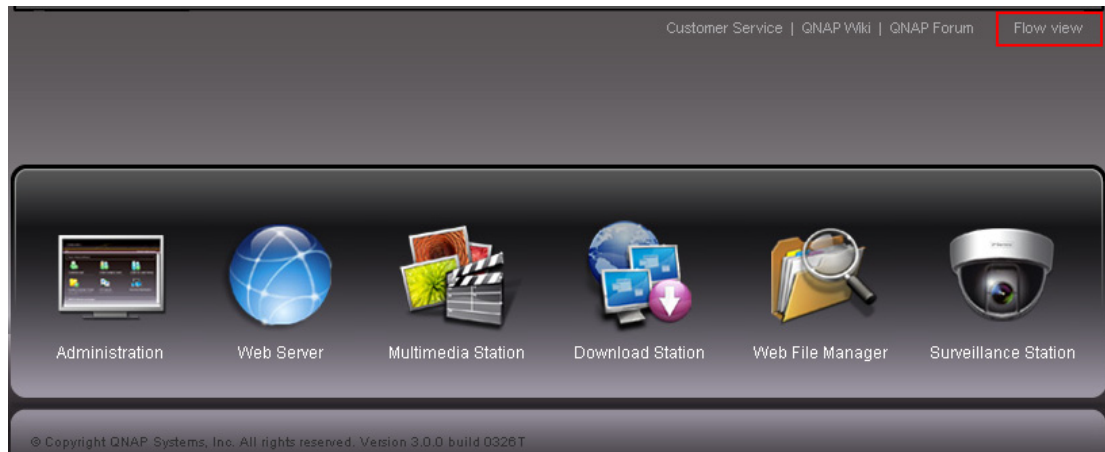 Customer Service | QNAP Wiki | QNAP Forum Flow view
Administration Web Server Multimedia Station Download Station Web File Manager Surveillance Station
© Copyright QNAP Systems, Inc. All rights reserved. Version 3.0.0 build 0326T